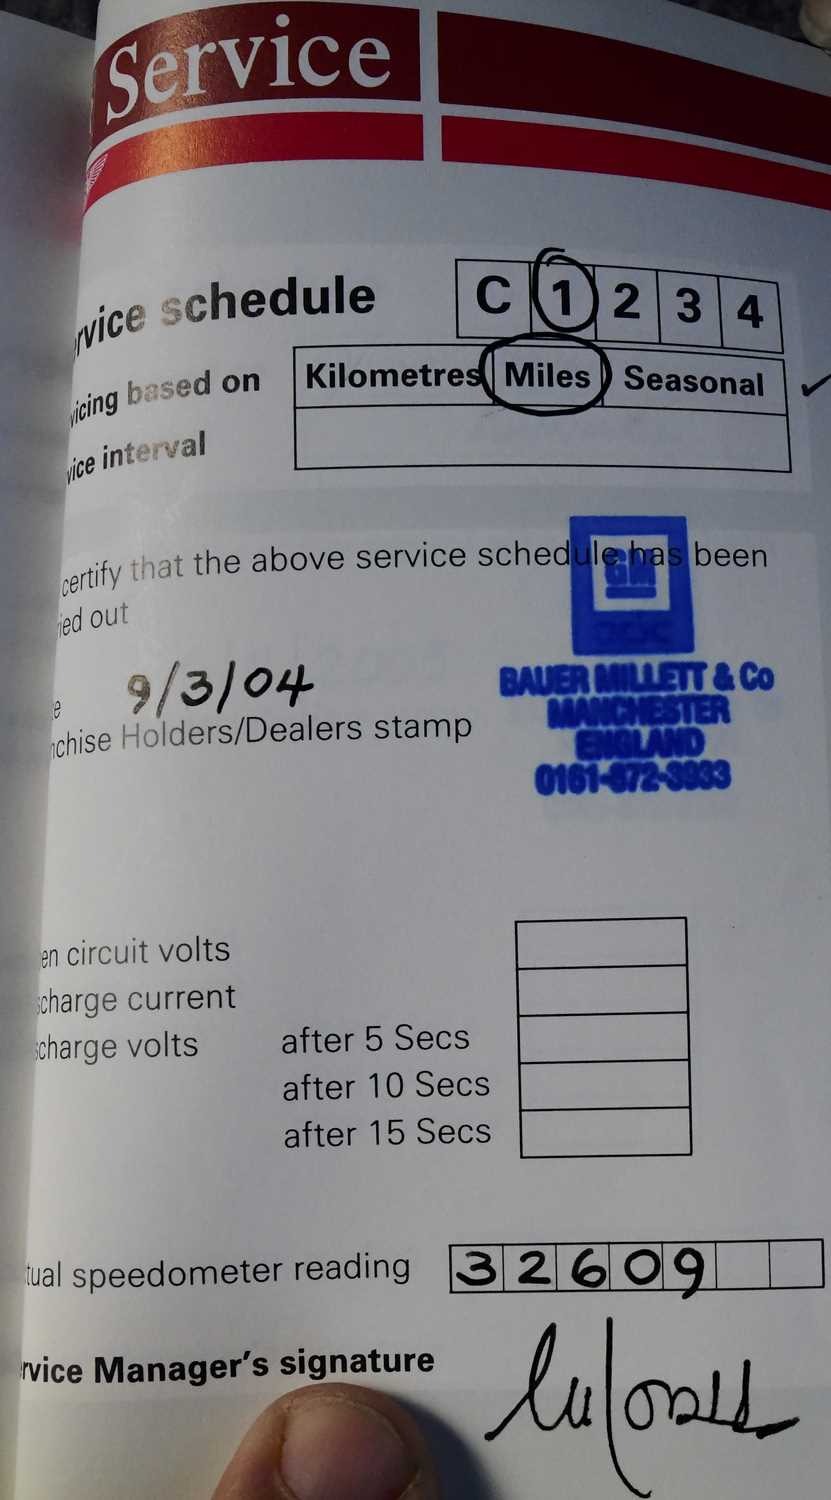 Service
rvice schedule C 1 2 3 4
vicing based on Kilometres Miles Seasonal
vice interval
certify that the above service schedule has been
ied out
GM
BAUER MILLETT & Co
MANCHESTER
ENGLAND
0161-872-3933
e 9/3/04
nchise Holders/Dealers stamp
en circuit volts
scharge current
scharge volts after 5 Secs
after 10 Secs
after 15 Secs
tual speedometer reading 32609
rvice Manager's signature